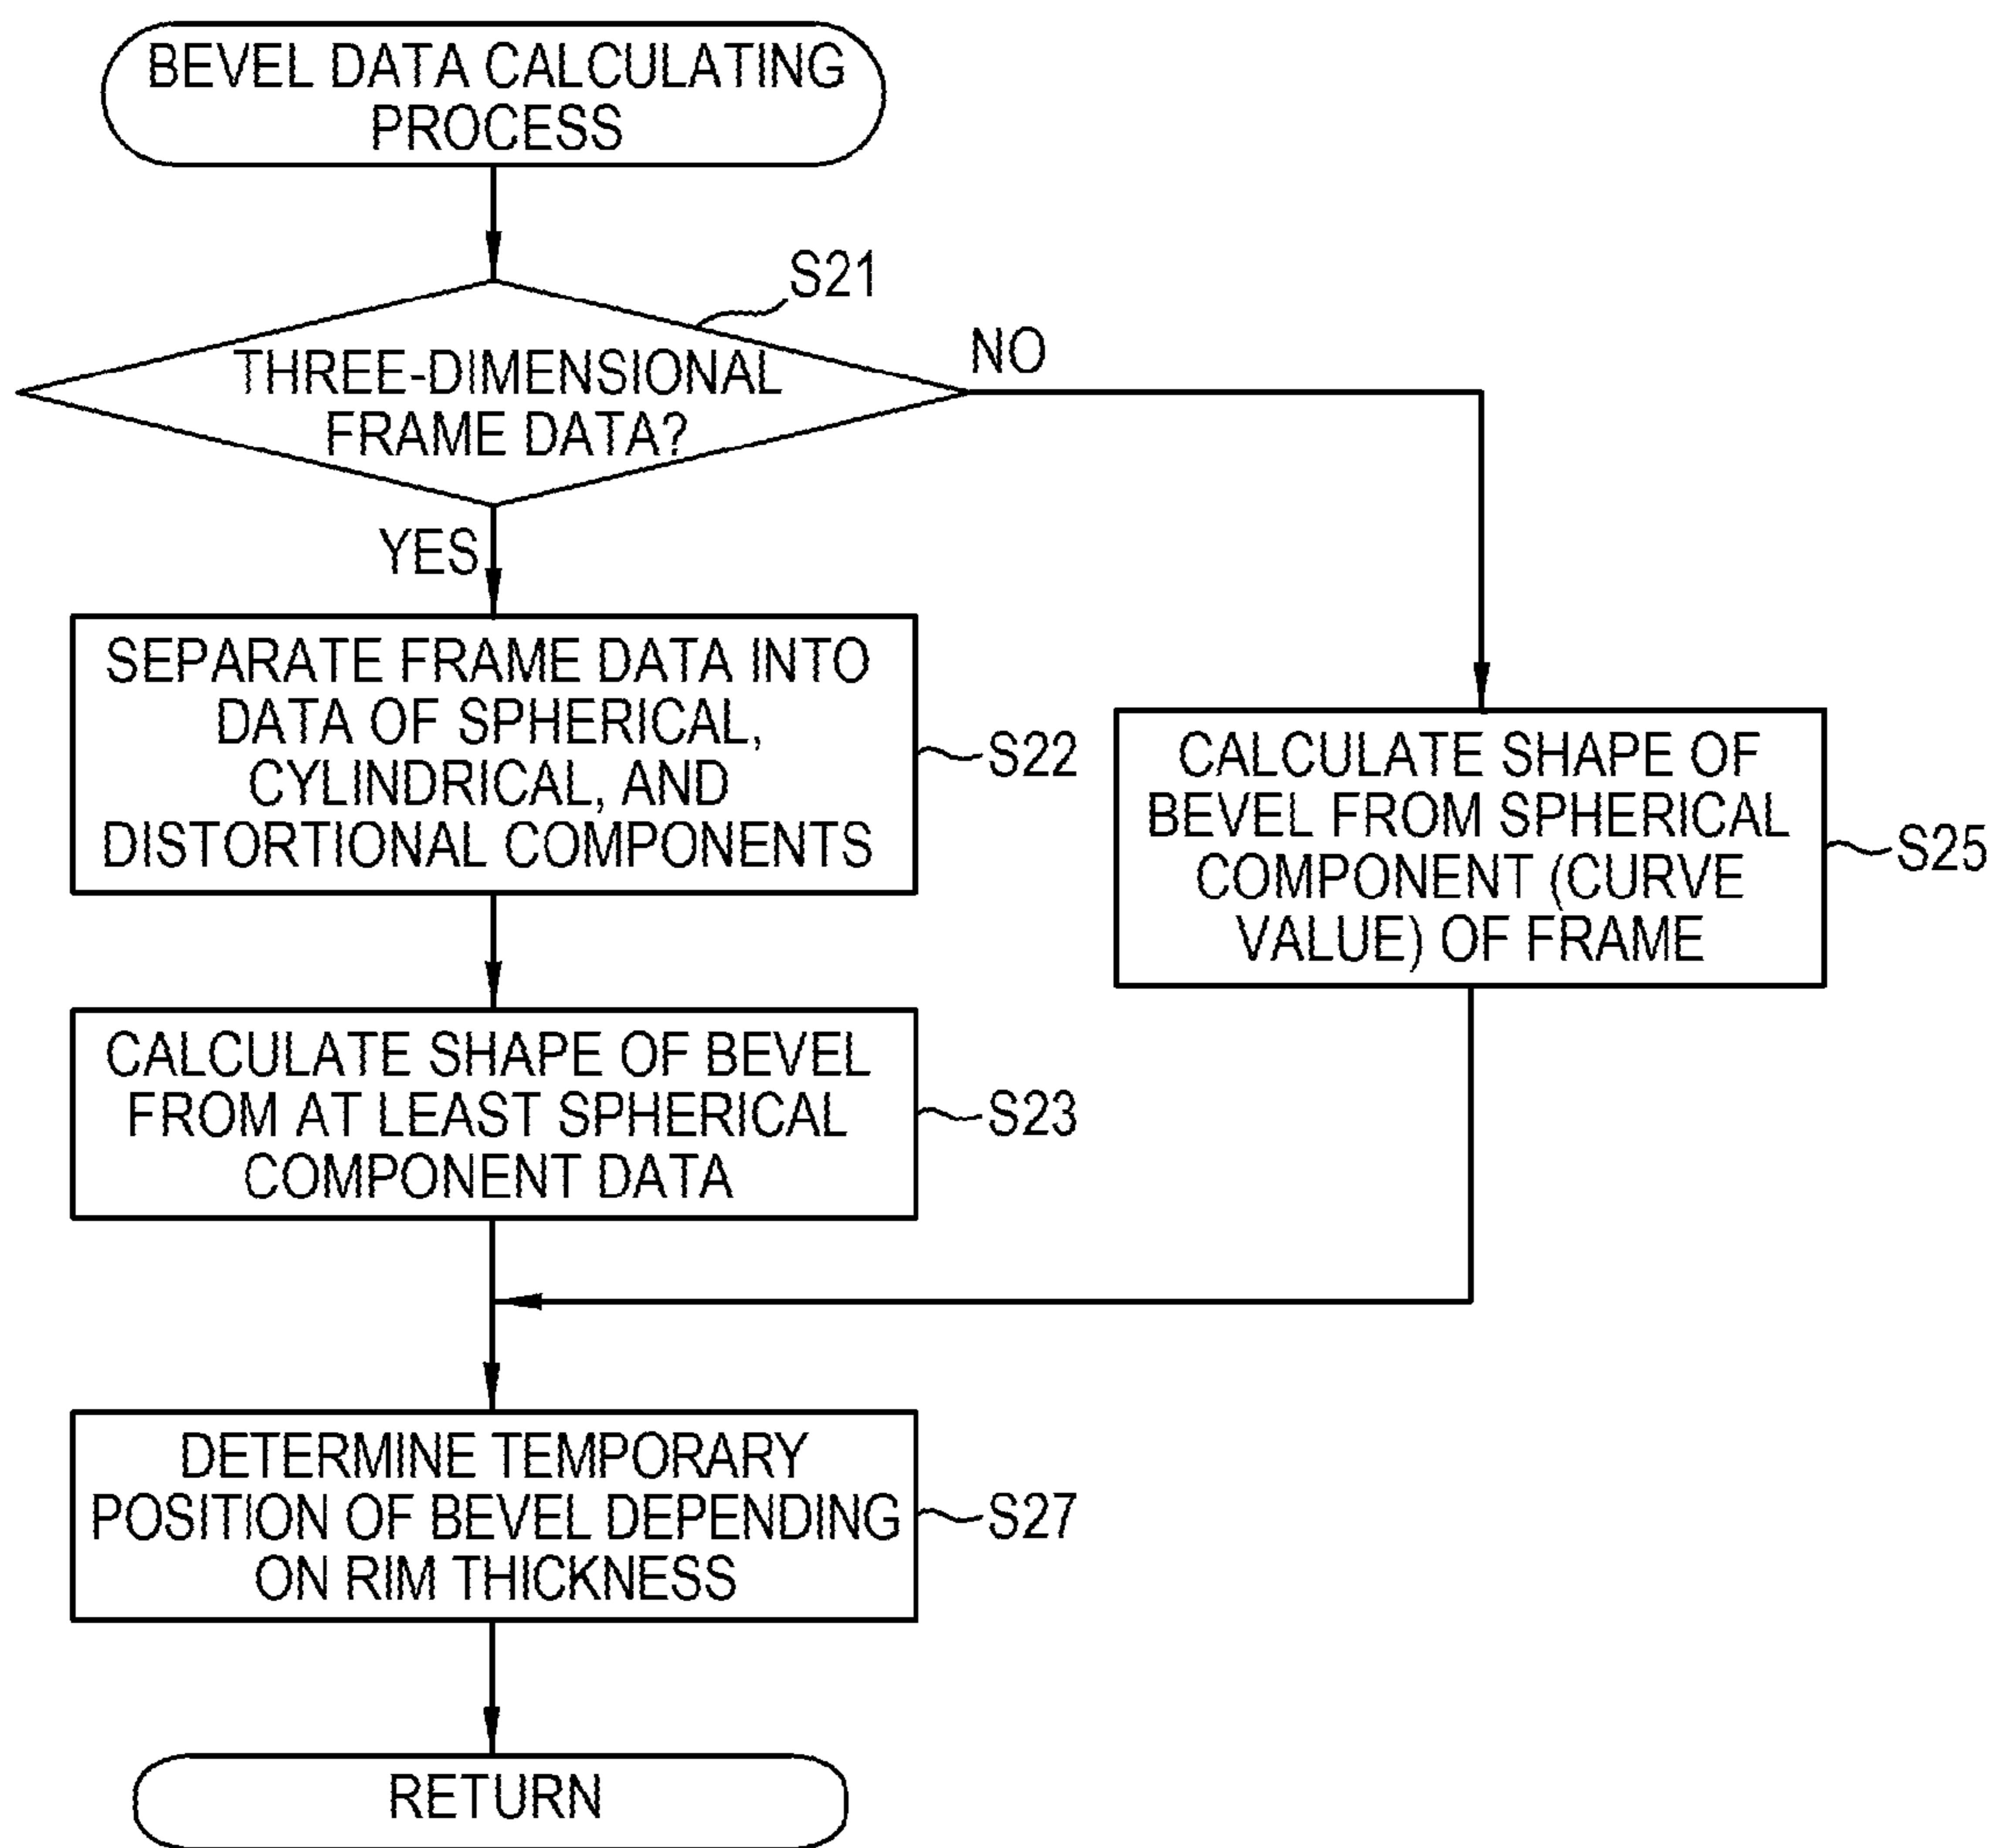 BEVEL DATA CALCULATING
PROCESS
S21
THREE-DIMENSIONAL
FRAME DATA?
NO
YES
SEPARATE FRAME DATA INTO
DATA OF SPHERICAL,
CYLINDRICAL, AND
DISTORTIONAL COMPONENTS
S22
CALCULATE SHAPE OF
BEVEL FROM SPHERICAL
COMPONENT (CURVE
VALUE) OF FRAME
S25
CALCULATE SHAPE OF BEVEL
FROM AT LEAST SPHERICAL
COMPONENT DATA
S23
DETERMINE TEMPORARY
POSITION OF BEVEL DEPENDING
ON RIM THICKNESS
S27
RETURN